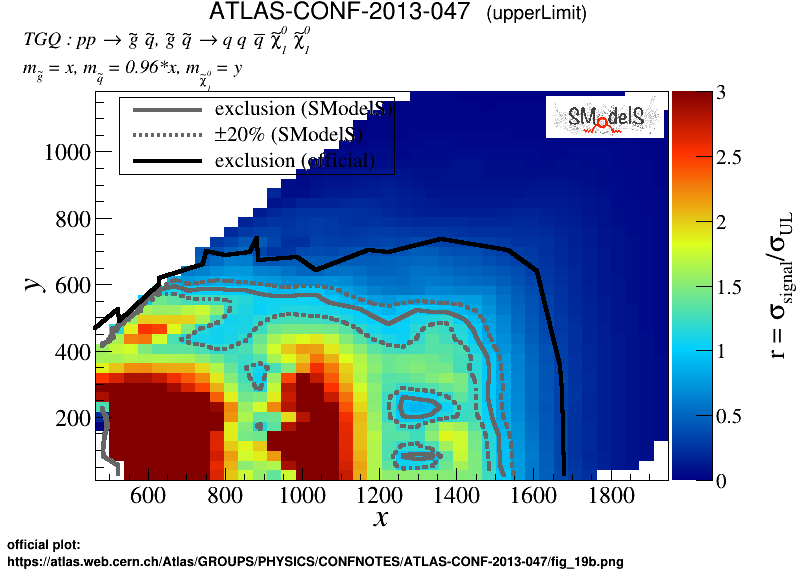 ATLAS-CONF-2013-047 (upperLimit)
TGQ : pp → g̃ q̃, g̃ q̃ → q q q̅ χ̃₁⁰ χ̃₁⁰
m_g̃ = x, m_q̃ = 0.96*x, m_χ̃₁⁰ = y
exclusion (SModelS)
±20% (SModelS)
exclusion (official)
SModelS
1000
800
600
400
200
y
600
800
1000
1200
1400
1600
1800
x
3
2.5
2
1.5
1
0.5
0
r = σ_signal/σ_UL
official plot:
https://atlas.web.cern.ch/Atlas/GROUPS/PHYSICS/CONFNOTES/ATLAS-CONF-2013-047/fig_19b.png